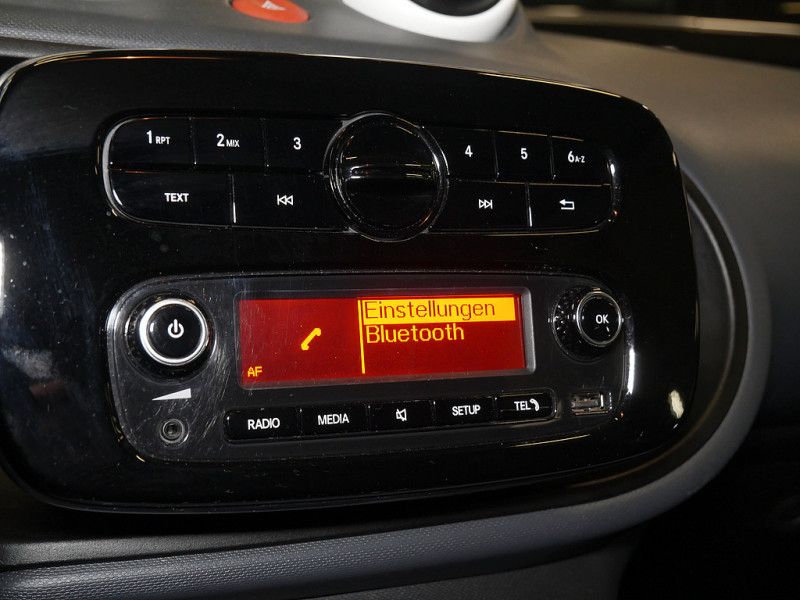 1 RPT 2 MIX 3 4 5 6 A-Z
TEXT
Einstellungen
Bluetooth
AF
OK
RADIO MEDIA SETUP TEL